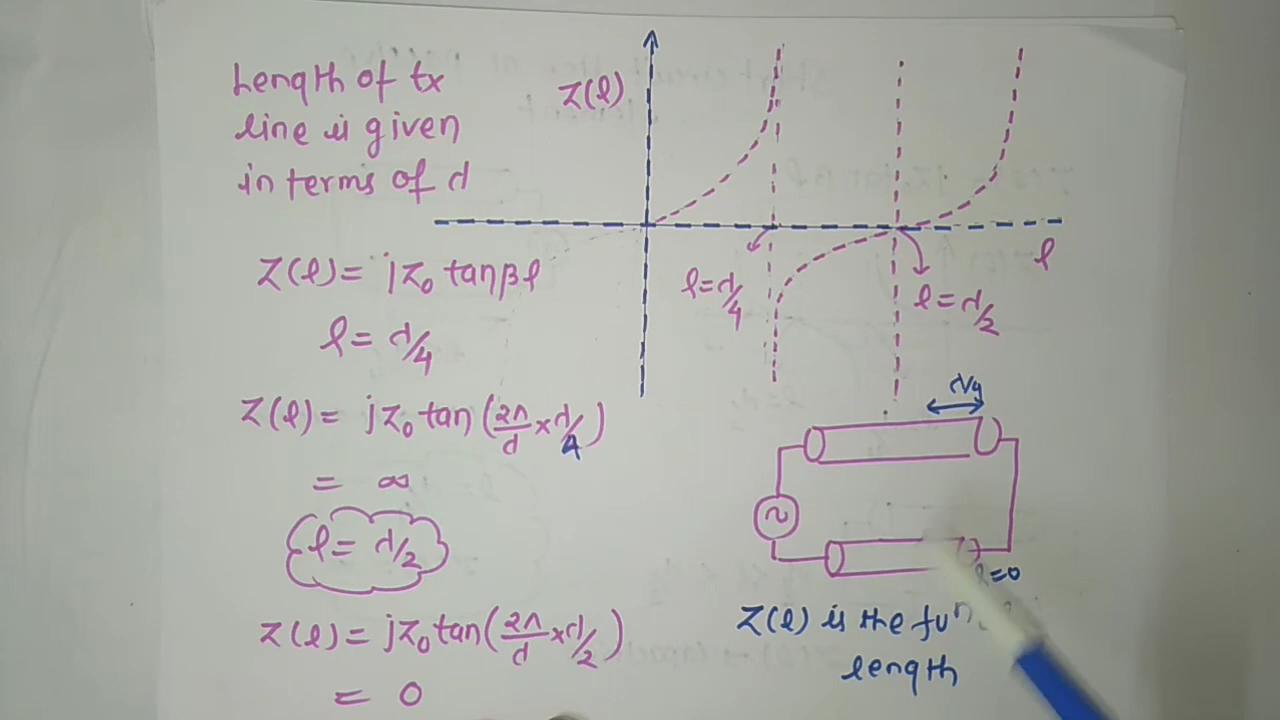 Length of tx
line is given
in terms of λ
Z(l) = jZ₀ tanβl
l = λ/4
Z(l) = jZ₀ tan(2π/λ × λ/4)
= ∞
l = λ/2
Z(l) = jZ₀ tan(2π/λ × λ/2)
= 0
Z(l)
l = λ/4
l = λ/2
l
λ/4
l=0
Z(l) is the fuⁿ
length